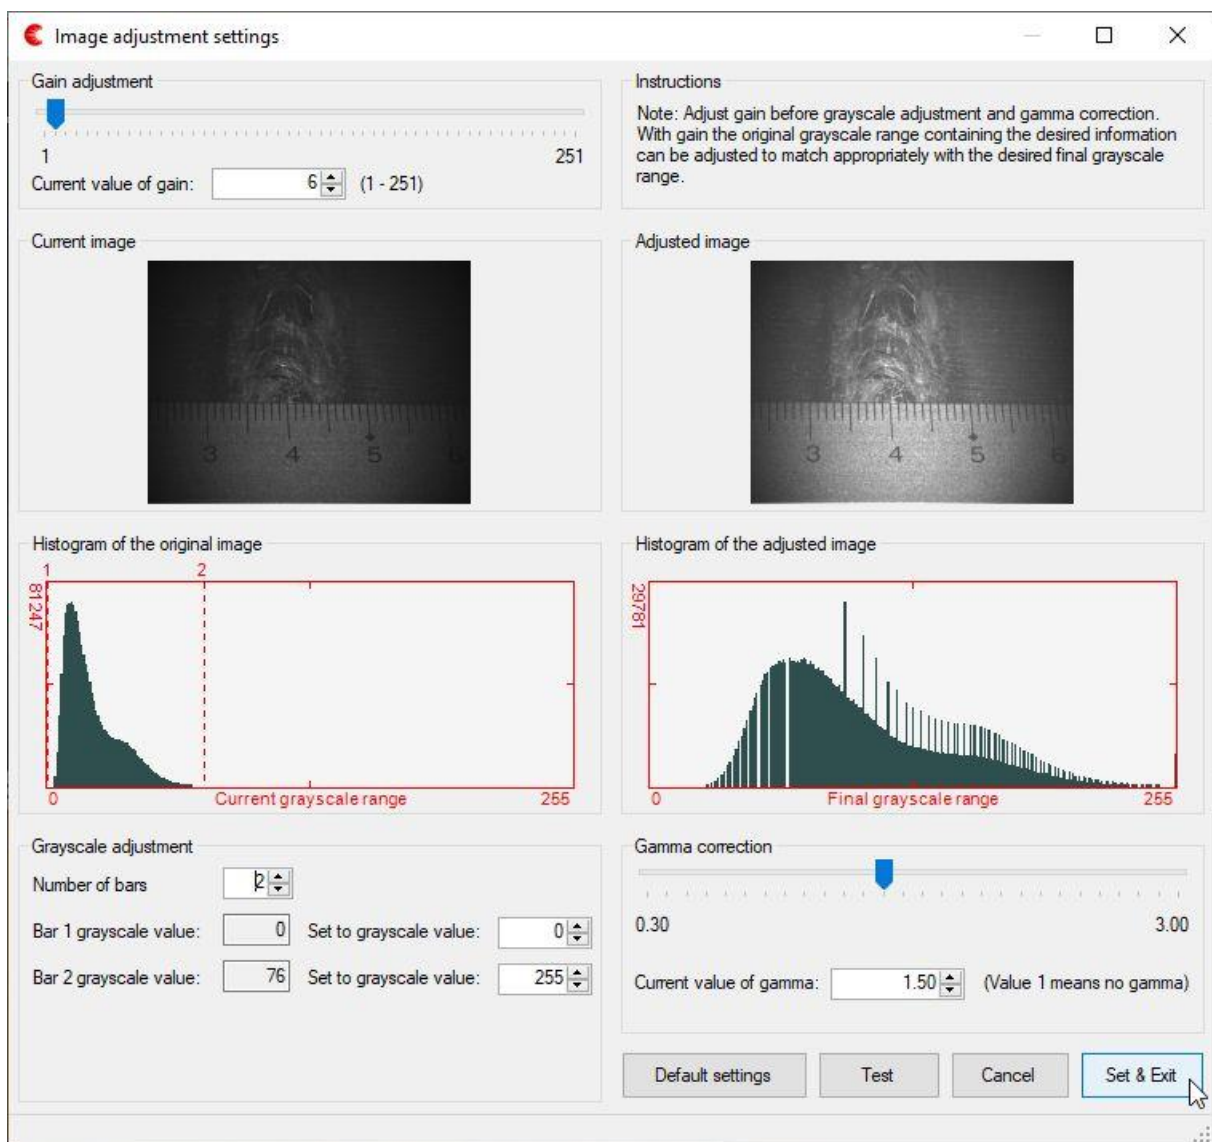 Image adjustment settings
Gain adjustment
1
251
Current value of gain: 6 (1 - 251)
Instructions
Note: Adjust gain before grayscale adjustment and gamma correction.
With gain the original grayscale range containing the desired information
can be adjusted to match appropriately with the desired final grayscale
range.
Current image
3 4 5 6
Adjusted image
3 4 5 6
Histogram of the original image
1 2
81247
0 Current grayscale range 255
Histogram of the adjusted image
29781
0 Final grayscale range 255
Grayscale adjustment
Number of bars 2
Bar 1 grayscale value: 0 Set to grayscale value: 0
Bar 2 grayscale value: 76 Set to grayscale value: 255
Gamma correction
0.30 3.00
Current value of gamma: 1.50 (Value 1 means no gamma)
Default settings Test Cancel Set & Exit